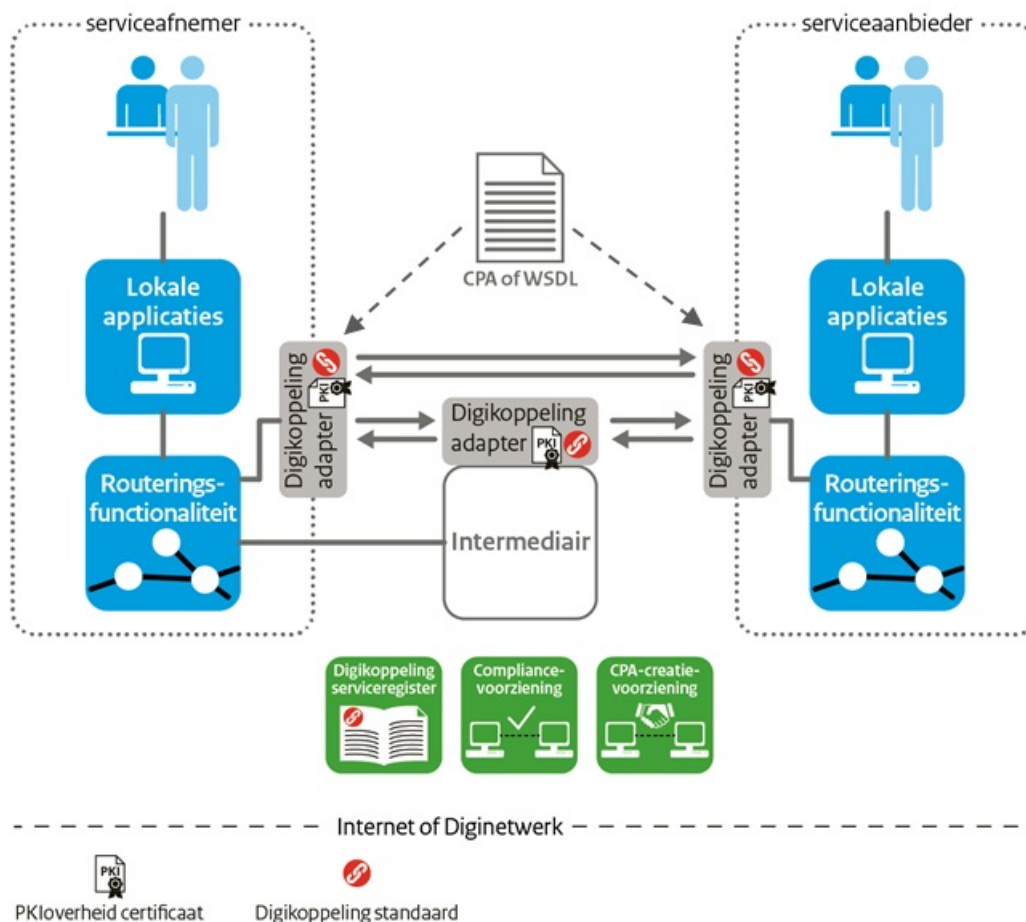 serviceafnemer
serviceaanbieder
CPA of WSDL
Lokale
applicaties
Lokale
applicaties
Digikoppeling
adapter
PKI
Digikoppeling
adapter
PKI
Digikoppeling
adapter
PKI
Routerings-
functionaliteit
Intermediair
Routerings-
functionaliteit
Digikoppeling
serviceregister
Compliance-
voorziening
CPA-creatie-
voorziening
Internet of Diginetwerk
PKI
PKIoverheid certificaat
Digikoppeling standaard